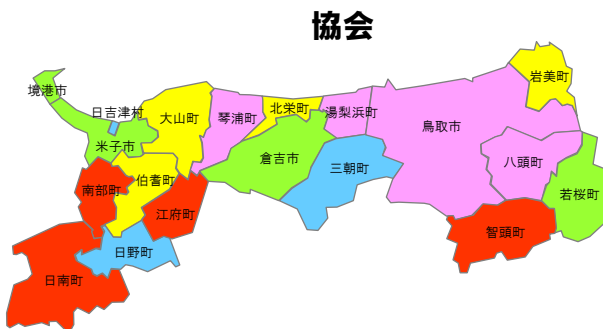 協会
岩美町
境港市
日吉津村
大山町
琴浦町
北栄町
湯梨浜町
鳥取市
米子市
倉吉市
三朝町
八頭町
南部町
伯耆町
若桜町
江府町
智頭町
日野町
日南町